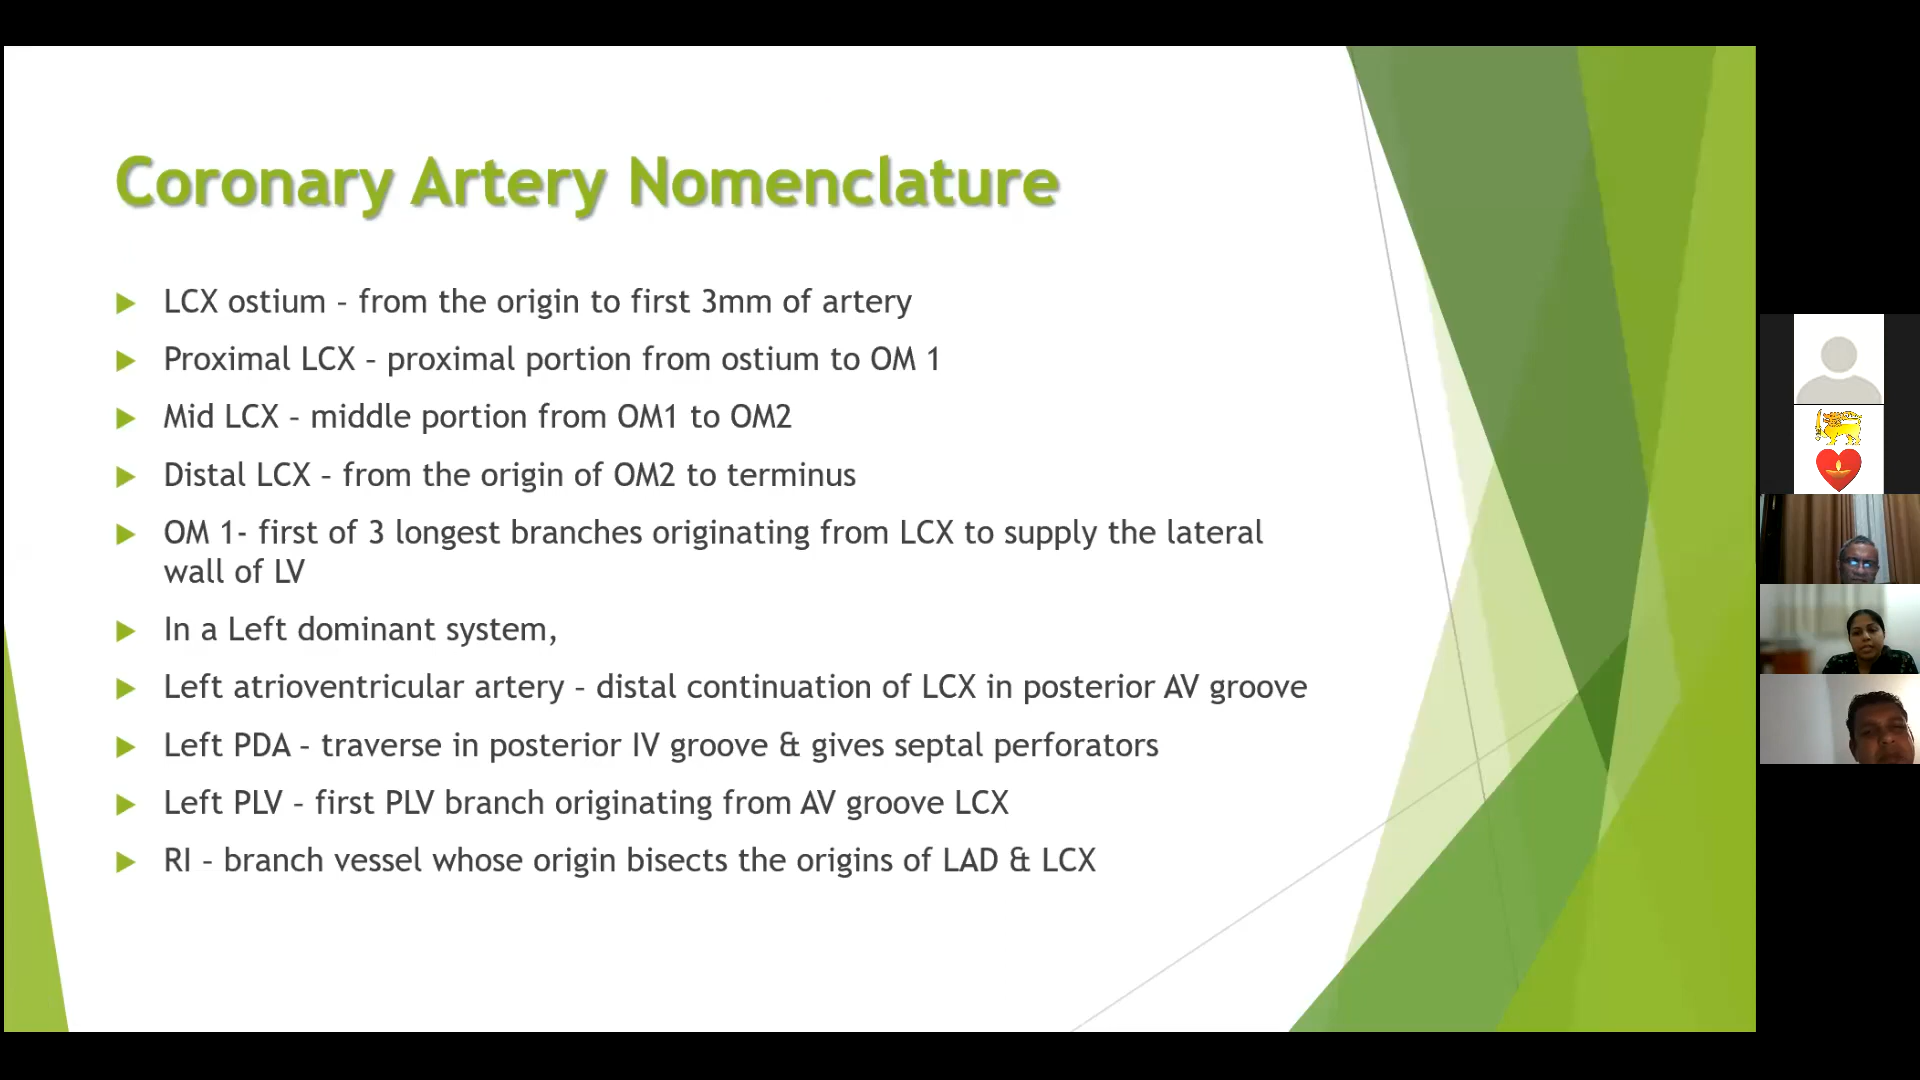 Coronary Artery Nomenclature
LCX ostium – from the origin to first 3mm of artery
Proximal LCX – proximal portion from ostium to OM 1
Mid LCX – middle portion from OM1 to OM2
Distal LCX – from the origin of OM2 to terminus
OM 1- first of 3 longest branches originating from LCX to supply the lateral
wall of LV
In a Left dominant system,
Left atrioventricular artery – distal continuation of LCX in posterior AV groove
Left PDA – traverse in posterior IV groove & gives septal perforators
Left PLV – first PLV branch originating from AV groove LCX
RI – branch vessel whose origin bisects the origins of LAD & LCX